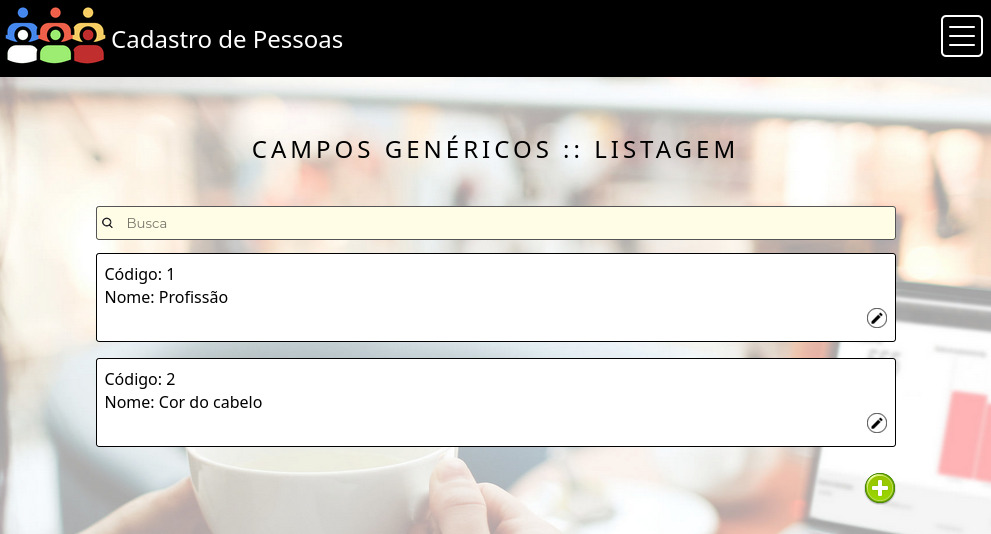 Cadastro de Pessoas
CAMPOS GENÉRICOS :: LISTAGEM
Busca
Código: 1
Nome: Profissão
Código: 2
Nome: Cor do cabelo